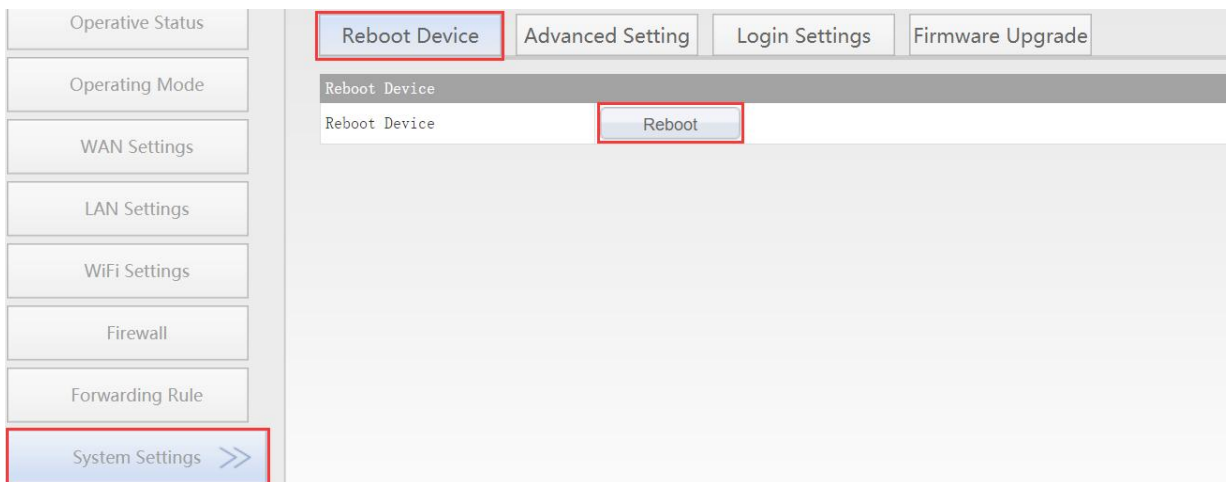 Operative Status
Operating Mode
WAN Settings
LAN Settings
WiFi Settings
Firewall
Forwarding Rule
System Settings >>
Reboot Device
Advanced Setting
Login Settings
Firmware Upgrade
Reboot Device
Reboot Device
Reboot